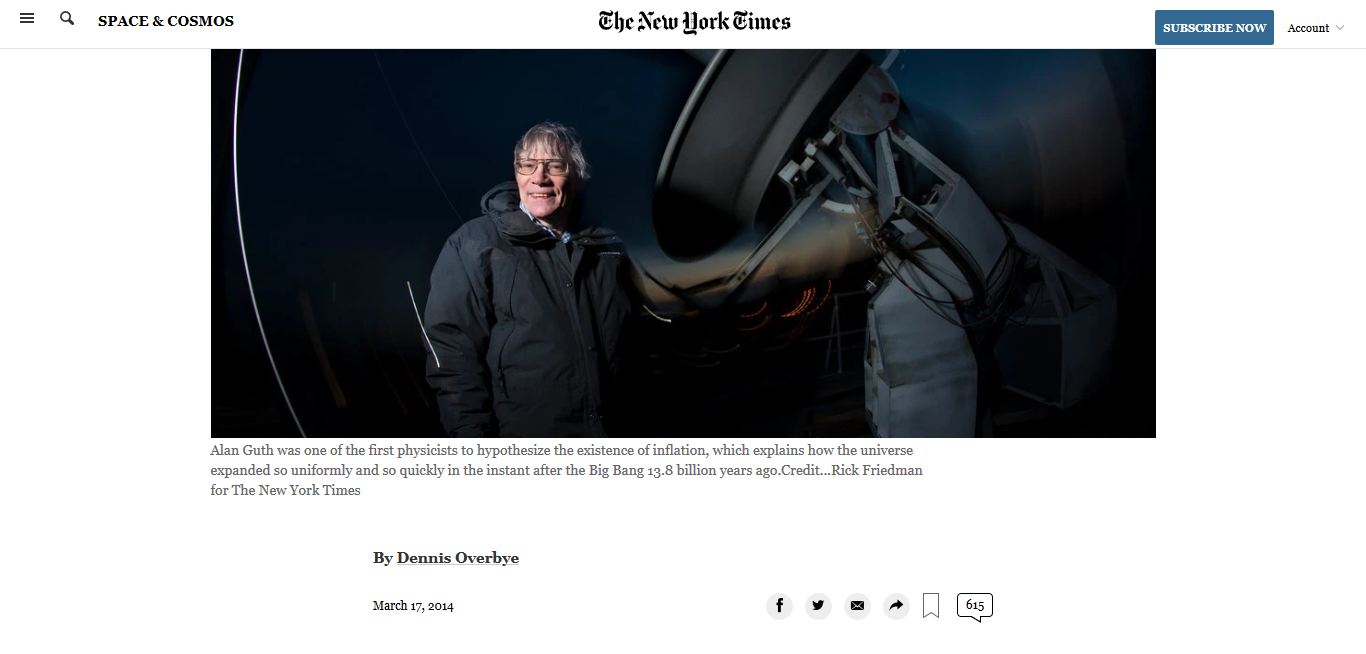 SPACE & COSMOS
The New York Times
SUBSCRIBE NOW
Account
Alan Guth was one of the first physicists to hypothesize the existence of inflation, which explains how the universe
expanded so uniformly and so quickly in the instant after the Big Bang 13.8 billion years ago.Credit...Rick Friedman
for The New York Times
By Dennis Overbye
March 17, 2014
615